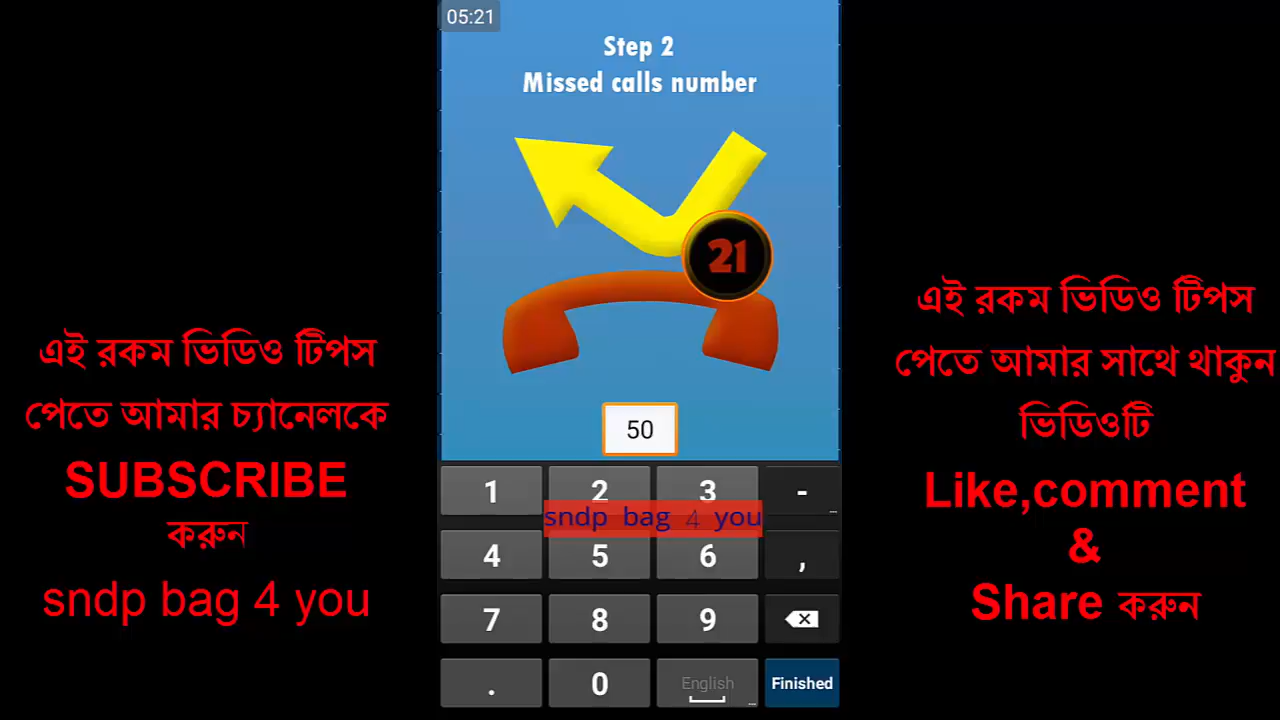 05:21
Step 2
Missed calls number
21
50
1 2 3 -
sndp bag 4 you
4 5 6 ,
7 8 9
. 0 English Finished
এই রকম ভিডিও টিপস
পেতে আমার চ্যানেলকে
SUBSCRIBE
করুন
sndp bag 4 you
এই রকম ভিডিও টিপস
পেতে আমার সাথে থাকুন
ভিডিওটি
Like,comment
&
Share করুন